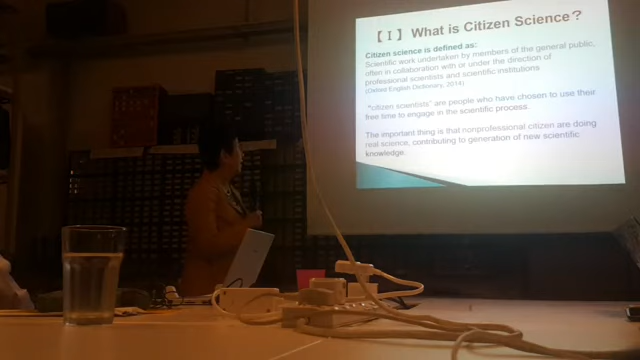 【Ⅰ】 What is Citizen Science?
Citizen science is defined as:
Scientific work undertaken by members of the general public,
often in collaboration with or under the direction of
professional scientists and scientific institutions
(Oxford English Dictionary, 2014)
"citizen scientists" are people who have chosen to use their
free time to engage in the scientific process.
The important thing is that nonprofessional citizen are doing
real science, contributing to generation of new scientific
knowledge.